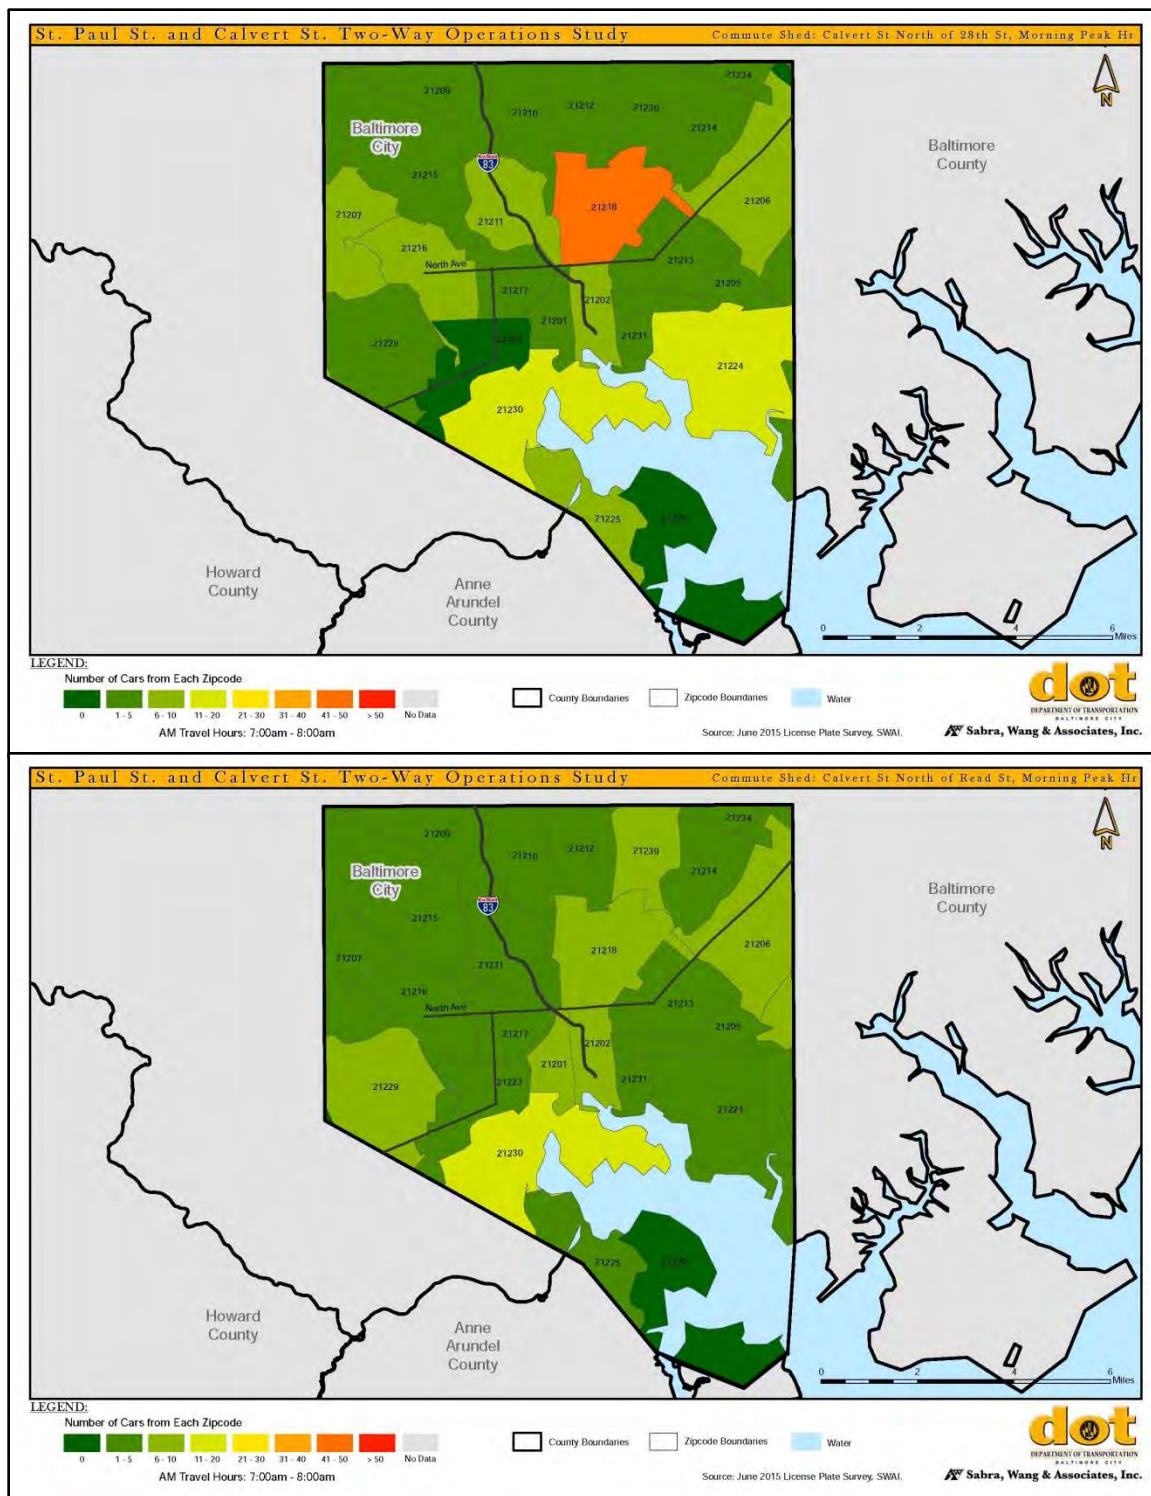 St. Paul St. and Calvert St. Two-Way Operations Study
Commute Shed: Calvert St North of 28th St, Morning Peak Hr
N
21234
21209
21212
21239
21210
21214
Baltimore
City
Baltimore
County
83
21215
21206
21207
21218
21211
21216
North Ave
21213
21217
21205
21202
21201
21231
21229
21224
21230
21225
Howard
County
Anne
Arundel
County
0 2 4 6
Miles
LEGEND:
Number of Cars from Each Zipcode
0 1 - 5 6 - 10 11 - 20 21 - 30 31 - 40 41 - 50 > 50 No Data
AM Travel Hours: 7:00am - 8:00am
County Boundaries
Zipcode Boundaries
Water
Source: June 2015 License Plate Survey, SWAI.
dot
DEPARTMENT OF TRANSPORTATION
BALTIMORE CITY
Sabra, Wang & Associates, Inc.
St. Paul St. and Calvert St. Two-Way Operations Study
Commute Shed: Calvert St North of Read St, Morning Peak Hr
N
21234
21209
21212
21239
21210
21214
Baltimore
City
Baltimore
County
83
21215
21206
21207
21218
21211
21216
North Ave
21213
21217
21205
21202
21201
21231
21223
21229
21224
21230
21225
Howard
County
Anne
Arundel
County
0 2 4 6
Miles
LEGEND:
Number of Cars from Each Zipcode
0 1 - 5 6 - 10 11 - 20 21 - 30 31 - 40 41 - 50 > 50 No Data
AM Travel Hours: 7:00am - 8:00am
County Boundaries
Zipcode Boundaries
Water
Source: June 2015 License Plate Survey, SWAI.
dot
DEPARTMENT OF TRANSPORTATION
BALTIMORE CITY
Sabra, Wang & Associates, Inc.